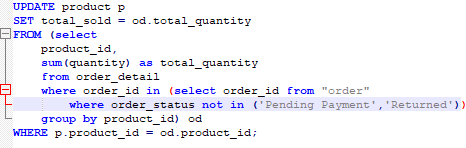 UPDATE product p
SET total_sold = od.total_quantity
FROM (select
product_id,
sum(quantity) as total_quantity
from order_detail
where order_id in (select order_id from "order"
where order_status not in ('Pending Payment','Returned'))
group by product_id) od
WHERE p.product_id = od.product_id;